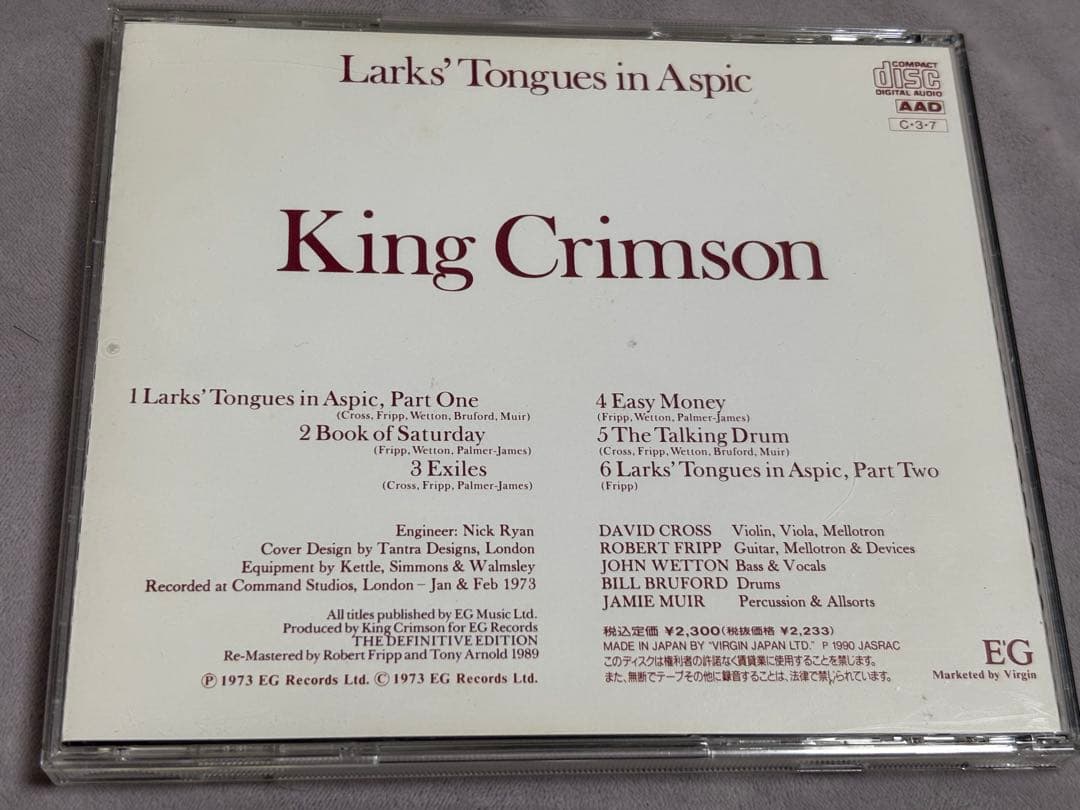 Larks' Tongues in Aspic
COMPACT
disc
DIGITAL AUDIO
AAD
C・3・7
King Crimson
1 Larks' Tongues in Aspic, Part One
(Cross, Fripp, Wetton, Bruford, Muir)
2 Book of Saturday
(Fripp, Wetton, Palmer-James)
3 Exiles
(Cross, Fripp, Palmer-James)
4 Easy Money
(Fripp, Wetton, Palmer-James)
5 The Talking Drum
(Cross, Fripp, Wetton, Bruford, Muir)
6 Larks' Tongues in Aspic, Part Two
(Fripp)
Engineer: Nick Ryan
Cover Design by Tantra Designs, London
Equipment by Kettle, Simmons & Walmsley
Recorded at Command Studios, London – Jan & Feb 1973
All titles published by EG Music Ltd.
Produced by King Crimson for EG Records
THE DEFINITIVE EDITION
Re-Mastered by Robert Fripp and Tony Arnold 1989
Ⓟ 1973 EG Records Ltd. Ⓒ 1973 EG Records Ltd.
DAVID CROSS Violin, Viola, Mellotron
ROBERT FRIPP Guitar, Mellotron & Devices
JOHN WETTON Bass & Vocals
BILL BRUFORD Drums
JAMIE MUIR Percussion & Allsorts
税込定価 ¥2,300(税抜価格 ¥2,233)
MADE IN JAPAN BY "VIRGIN JAPAN LTD." P 1990 JASRAC
このディスクは権利者の許諾なく賃貸業に使用することを禁じます。
また、無断でテープその他に録音することは、法律で禁じられています。
E'G
Marketed by Virgin